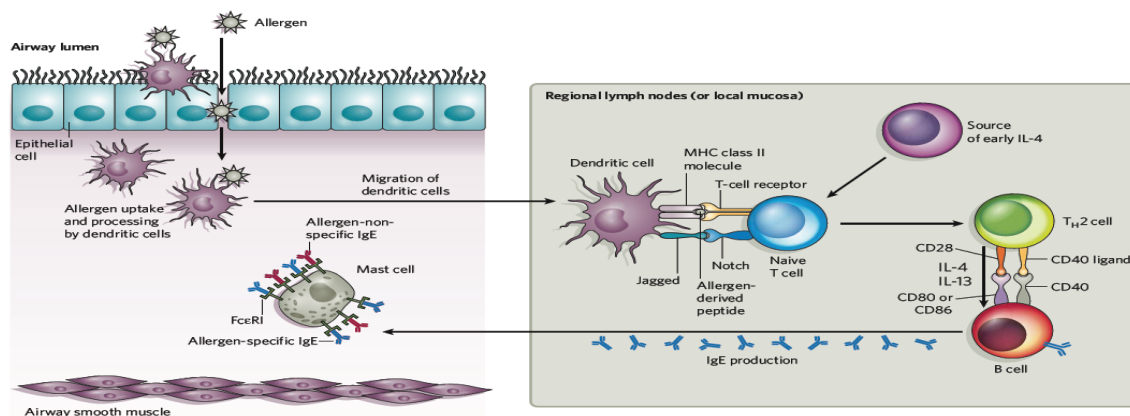 Allergen
Airway lumen
Epithelial
cell
Allergen uptake
and processing
by dendritic cells
Migration of
dendritic cells
Allergen-non-
specific IgE
Mast cell
FcεRI
Allergen-specific IgE
Airway smooth muscle
Regional lymph nodes (or local mucosa)
Source
of early IL-4
Dendritic cell
MHC class II
molecule
T-cell receptor
Jagged
Notch
Allergen-
derived
peptide
Naive
T cell
TH2 cell
CD28
CD40 ligand
IL-4
IL-13
CD40
CD80 or
CD86
IgE production
B cell